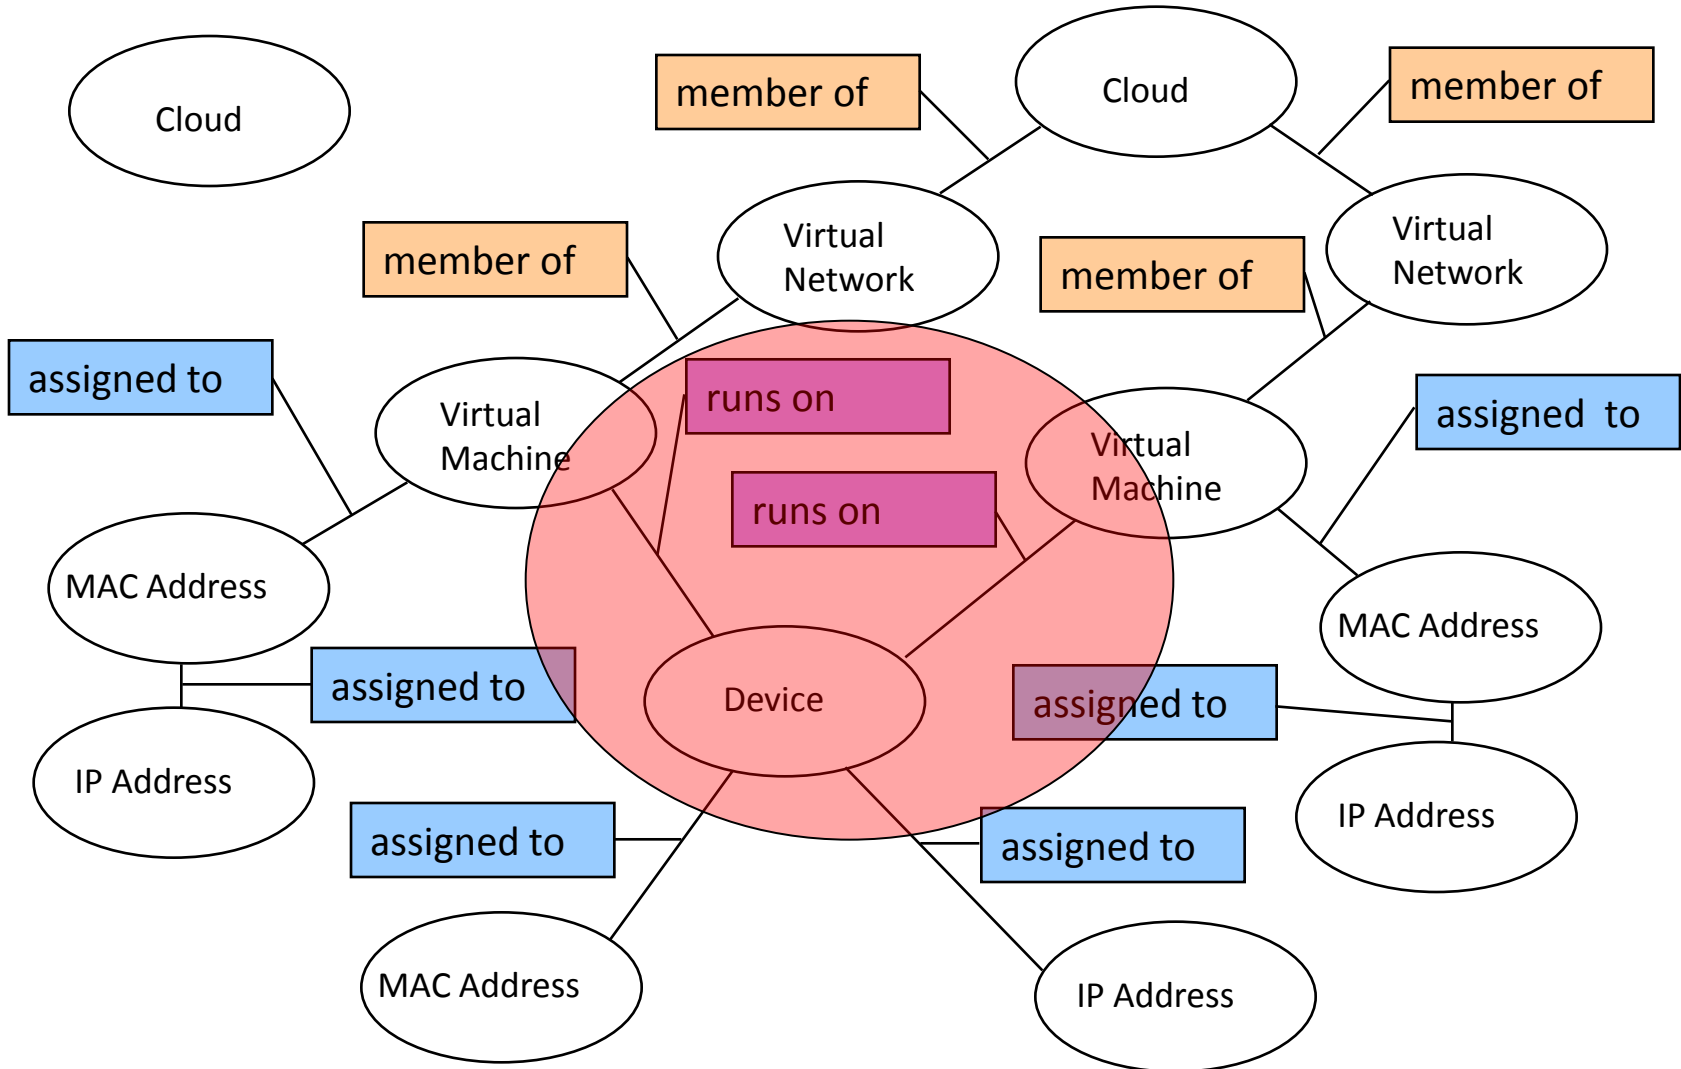 Cloud
member of
Cloud
member of
Virtual
Network
Virtual
Network
member of
member of
assigned to
runs on
Virtual
Machine
assigned  to
Virtual
Machine
runs on
MAC Address
MAC Address
assigned to
Device
assigned to
IP Address
IP Address
assigned to
assigned to
MAC Address
IP Address